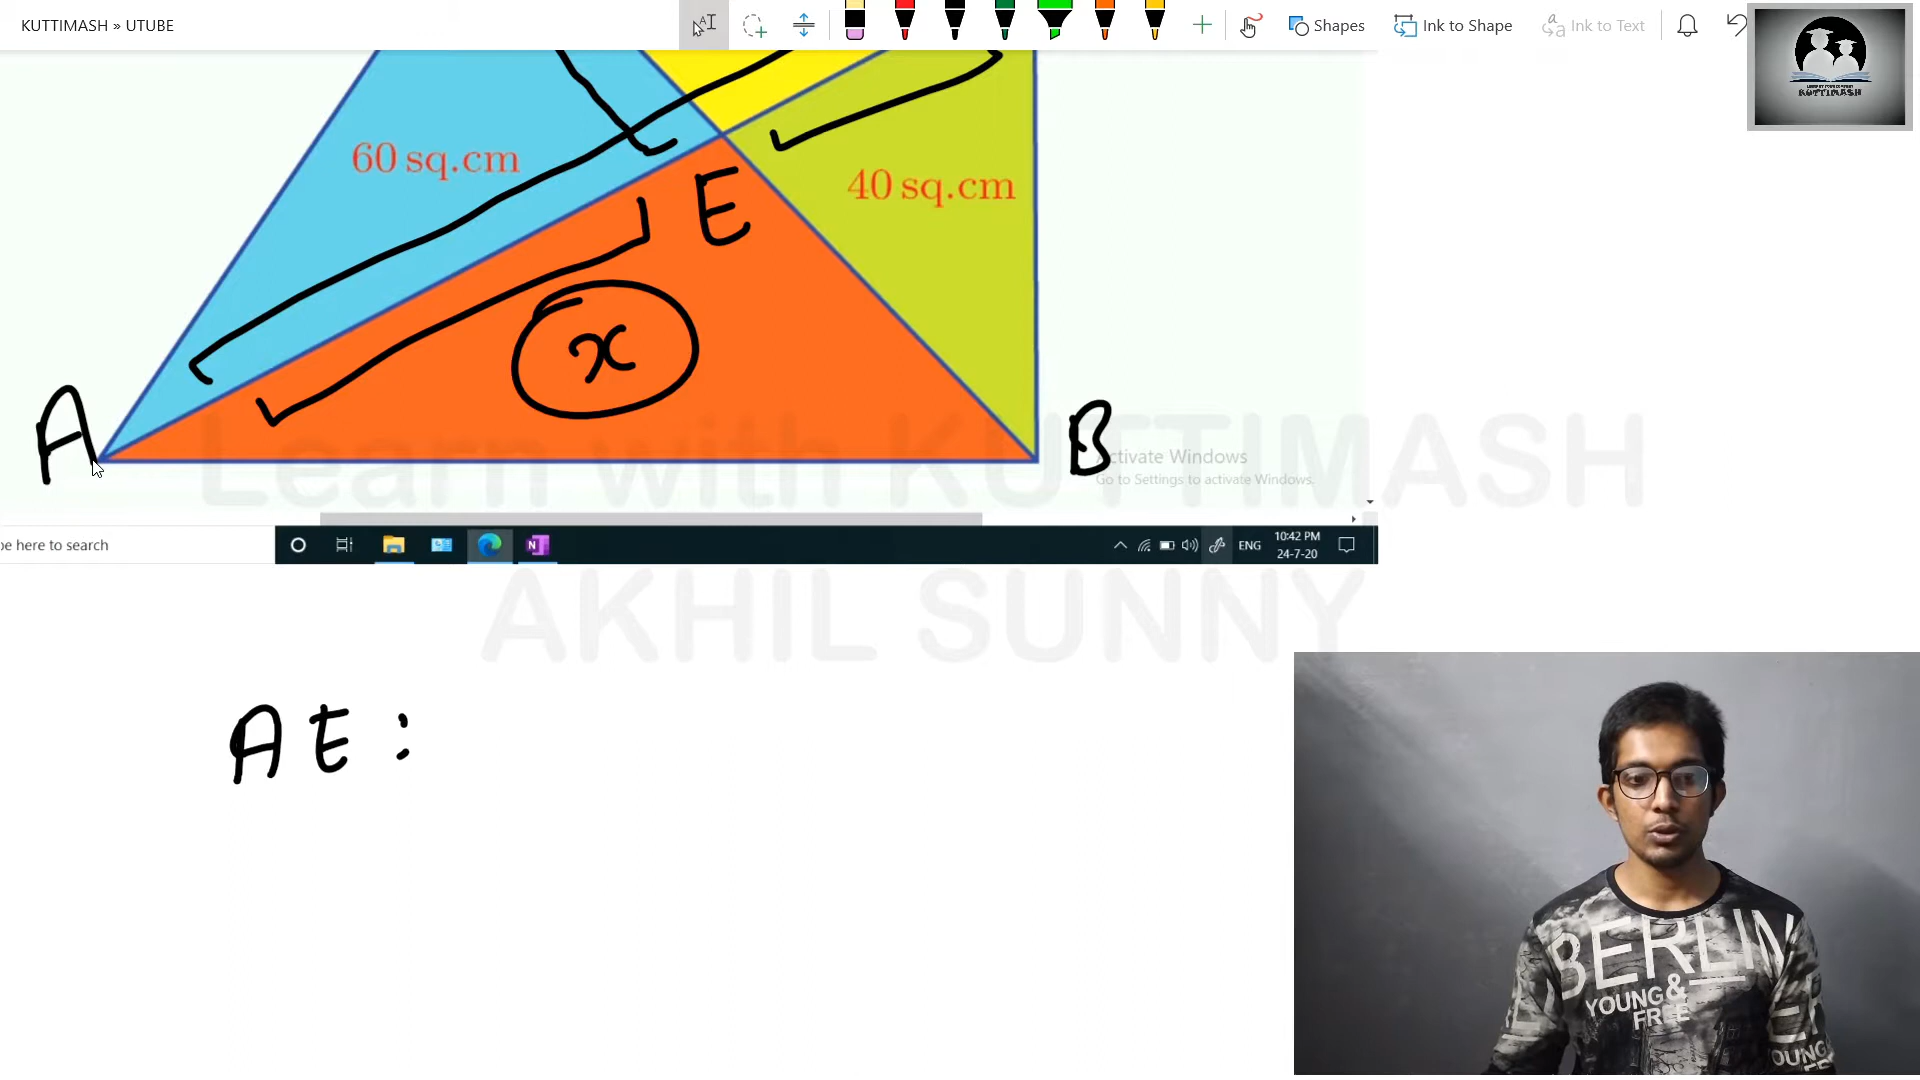 KUTTIMASH » UTUBE
Shapes
Ink to Shape
Ink to Text
KUTTIMASH
60 sq.cm
40 sq.cm
E
x
A
B
Learn with KUTTIMASH
Activate Windows
Go to Settings to activate Windows.
pe here to search
N
ENG
10:42 PM
24-7-20
AKHIL SUNNY
AE :
BERLIN
YOUNG&
FREE